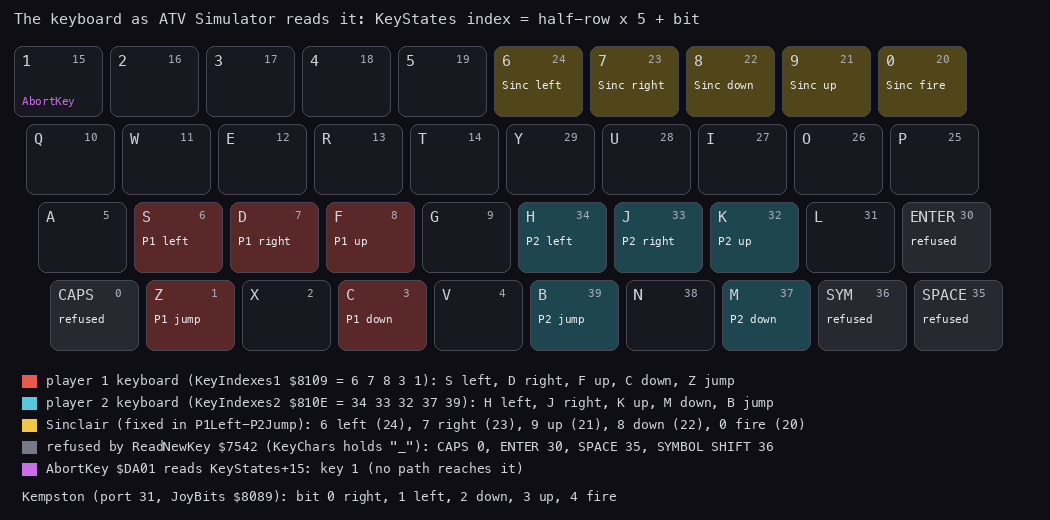 The keyboard as ATV Simulator reads it: KeyStates index = half-row x 5 + bit
1 15 2 16 3 17 4 18 5 19 6 24 7 23 8 22 9 21 0 20
Sinc left Sinc right Sinc down Sinc up Sinc fire
AbortKey
Q 10 W 11 E 12 R 13 T 14 Y 29 U 28 I 27 O 26 P 25
A 5 S 6 D 7 F 8 G 9 H 34 J 33 K 32 L 31 ENTER 30
P1 left P1 right P1 up P2 left P2 right P2 up refused
CAPS 0 Z 1 X 2 C 3 V 4 B 39 N 38 M 37 SYM 36 SPACE 35
refused P1 jump P1 down P2 jump P2 down refused refused
player 1 keyboard (KeyIndexes1 $8109 = 6 7 8 3 1): S left, D right, F up, C down, Z jump
player 2 keyboard (KeyIndexes2 $810E = 34 33 32 37 39): H left, J right, K up, M down, B jump
Sinclair (fixed in P1Left-P2Jump): 6 left (24), 7 right (23), 9 up (21), 8 down (22), 0 fire (20)
refused by ReadNewKey $7542 (KeyChars holds "_"): CAPS 0, ENTER 30, SPACE 35, SYMBOL SHIFT 36
AbortKey $DA01 reads KeyStates+15: key 1 (no path reaches it)
Kempston (port 31, JoyBits $8089): bit 0 right, 1 left, 2 down, 3 up, 4 fire